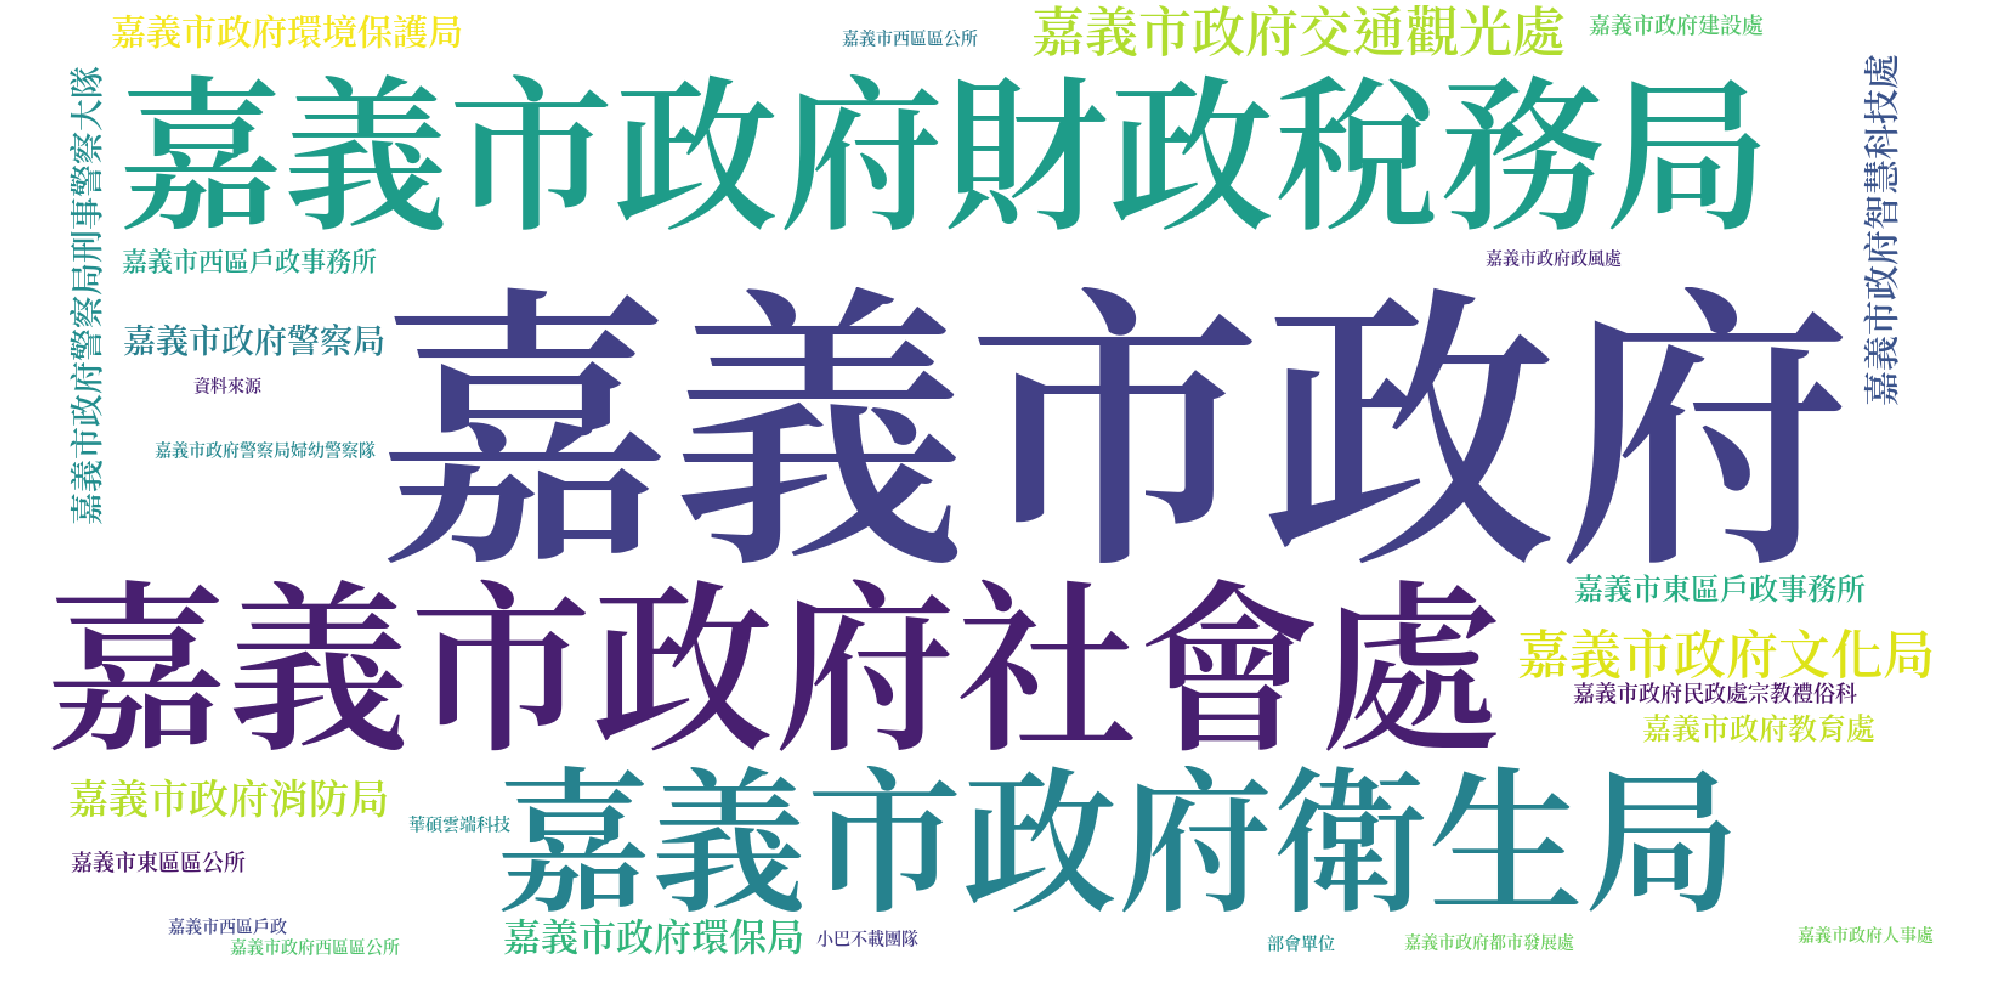 嘉義市政府環境保護局
嘉義市西區區公所
嘉義市政府交通觀光處
嘉義市政府建設處
嘉義市政府警察局刑事警察大隊
嘉義市政府財政稅務局
嘉義市政府智慧科技處
嘉義市西區戶政事務所
嘉義市政府政風處
嘉義市政府警察局
嘉義市政府
資料來源
嘉義市政府警察局婦幼警察隊
嘉義市東區戶政事務所
嘉義市政府社會處
嘉義市政府文化局
嘉義市政府民政處宗教禮俗科
嘉義市政府教育處
嘉義市政府消防局
華碩雲端科技
嘉義市政府衛生局
嘉義市東區區公所
嘉義市西區戶政
嘉義市政府西區區公所
嘉義市政府環保局
小巴不載團隊
部會單位
嘉義市政府都市發展處
嘉義市政府人事處